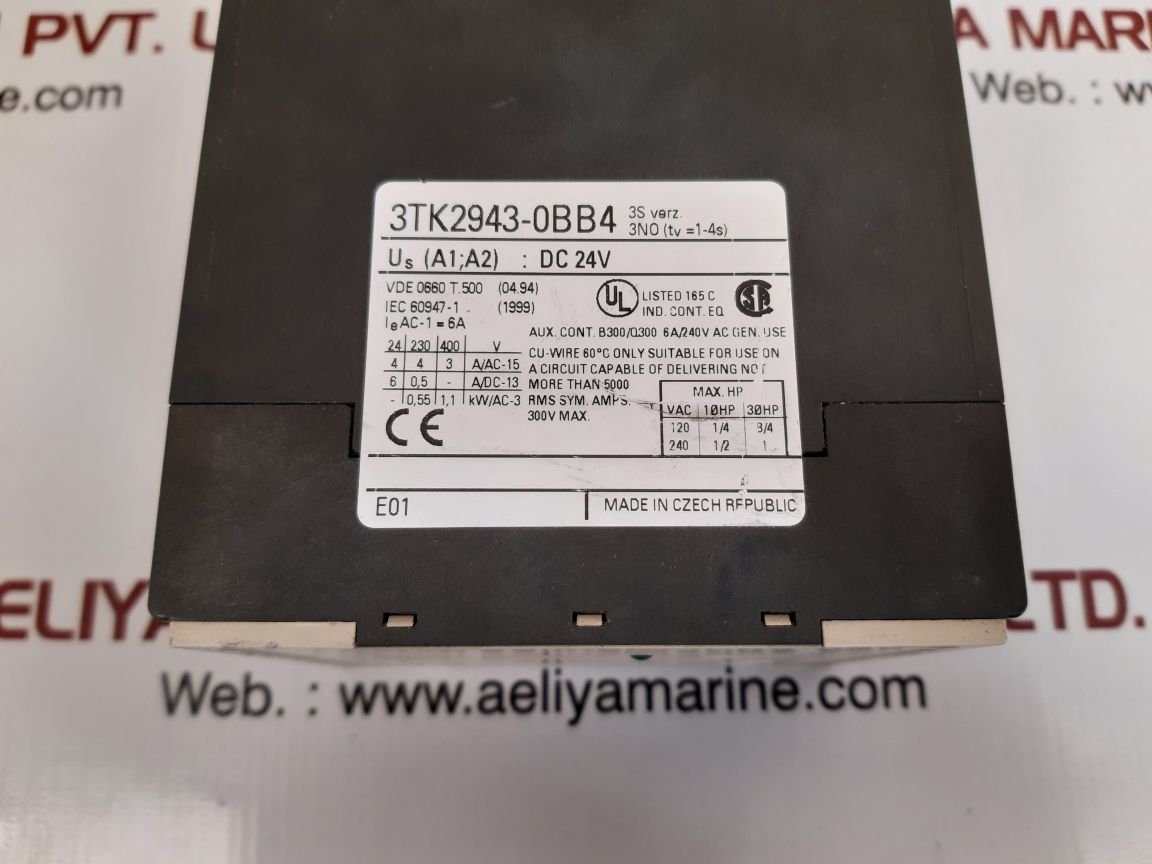 PVT.
A MARI
e.com
Web. : w
3TK2943-0BB4 3S verz.
3NO (tv =1-4s)
Us (A1;A2) : DC 24V
VDE 0660 T.500 (04.94)
IEC 60947-1 (1999)
Ie AC-1 = 6A
UL LISTED 165 C
IND. CONT. EQ
SA
AUX. CONT. B300/Q300 6A/240V AC GEN. USE
24 230 400 V
4 4 3 A/AC-15
6 0,5 - A/DC-13
- 0,55 1,1 kW/AC-3
CU-WIRE 60°C ONLY SUITABLE FOR USE ON
A CIRCUIT CAPABLE OF DELIVERING NOT
MORE THAN 5000
RMS SYM. AMPS.
300V MAX.
MAX. HP
VAC 1ØHP 3ØHP
120 1/4 3/4
240 1/2 1
CE
E01 MADE IN CZECH REPUBLIC
ELIYA
LTD.
Web. : www.aeliyamarine.com